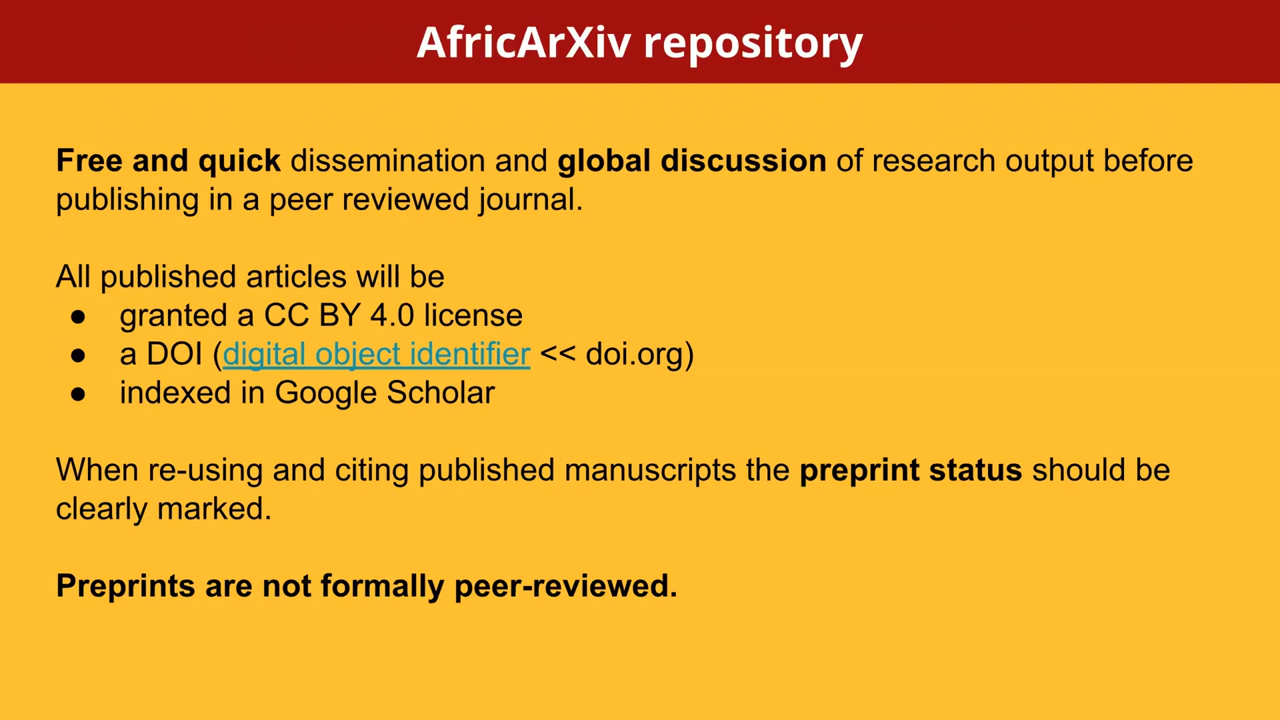 AfricArXiv repository
Free and quick dissemination and global discussion of research output before
publishing in a peer reviewed journal.
All published articles will be
● granted a CC BY 4.0 license
● a DOI (digital object identifier << doi.org)
● indexed in Google Scholar
When re-using and citing published manuscripts the preprint status should be
clearly marked.
Preprints are not formally peer-reviewed.